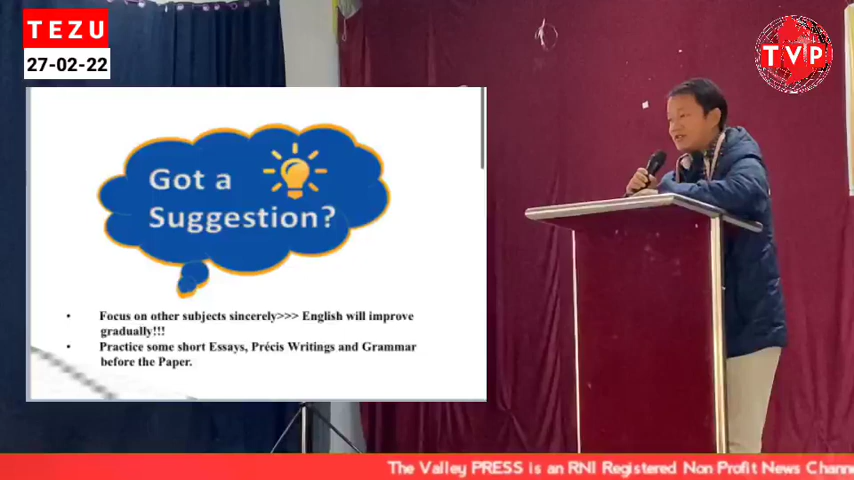 TEZU
27-02-22
TVP
Got a
Suggestion?
• Focus on other subjects sincerely>>> English will improve
gradually!!!
• Practice some short Essays, Précis Writings and Grammar
before the Paper.
The Valley PRESS is an RNI Registered Non Profit News Channe